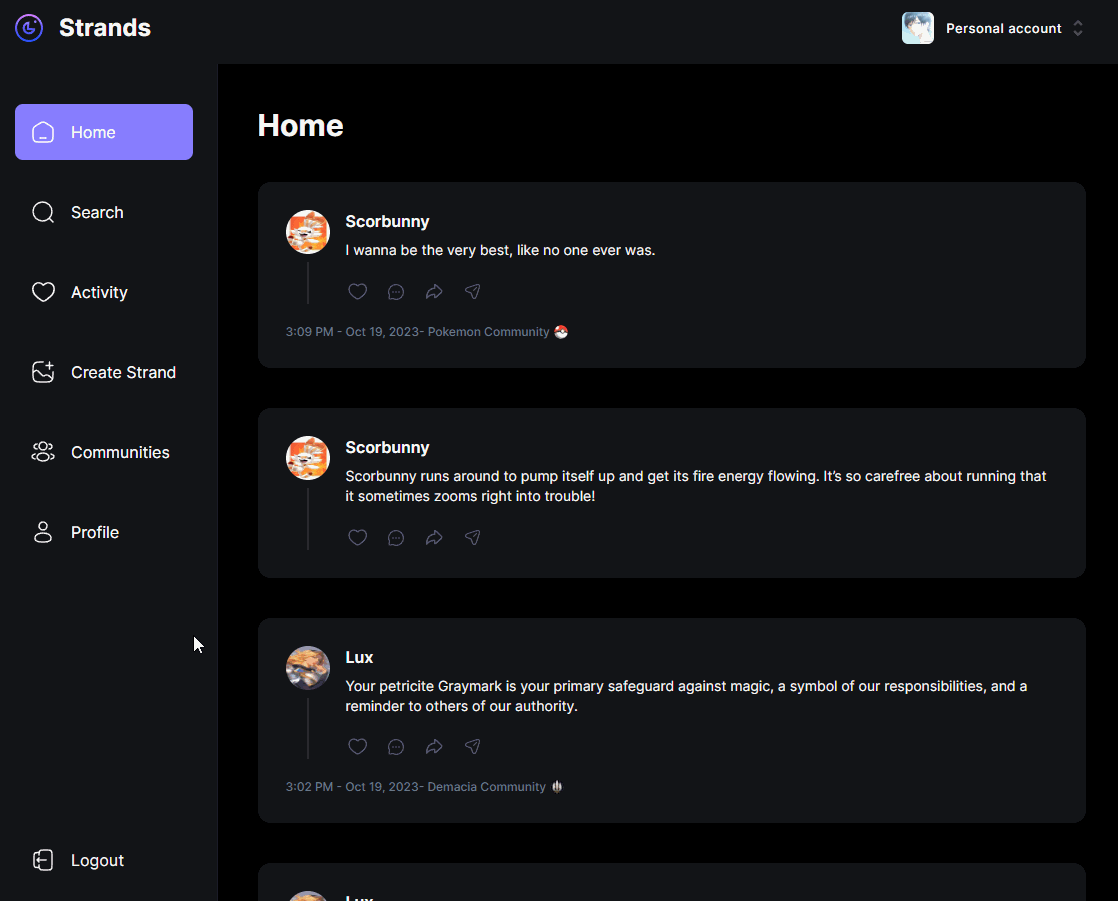 Strands
Personal account
Home
Search
Activity
Create Strand
Communities
Profile
Logout
Home
Scorbunny
I wanna be the very best, like no one ever was.
3:09 PM - Oct 19, 2023- Pokemon Community
Scorbunny
Scorbunny runs around to pump itself up and get its fire energy flowing. It’s so carefree about running that
it sometimes zooms right into trouble!
Lux
Your petricite Graymark is your primary safeguard against magic, a symbol of our responsibilities, and a
reminder to others of our authority.
3:02 PM - Oct 19, 2023- Demacia Community
Lux